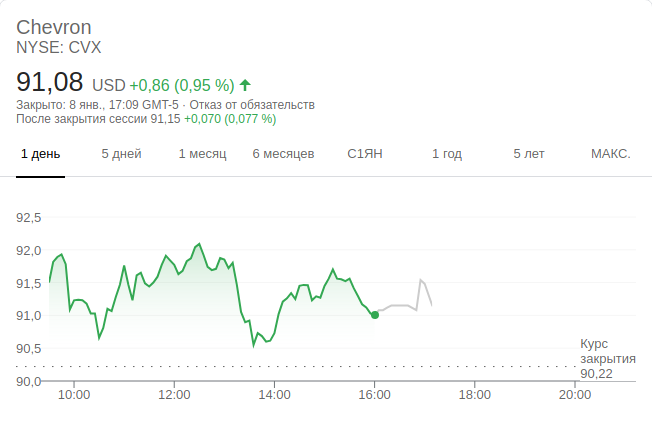 Chevron
NYSE: CVX
91,08 USD +0,86 (0,95 %)
Закрыто: 8 янв., 17:09 GMT-5 · Отказ от обязательств
После закрытия сессии 91,15 +0,070 (0,077 %)
1 день 5 дней 1 месяц 6 месяцев С1ЯН 1 год 5 лет МАКС.
92,5
92,0
91,5
91,0
90,5
90,0
Курс
закрытия
90,22
10:00 12:00 14:00 16:00 18:00 20:00